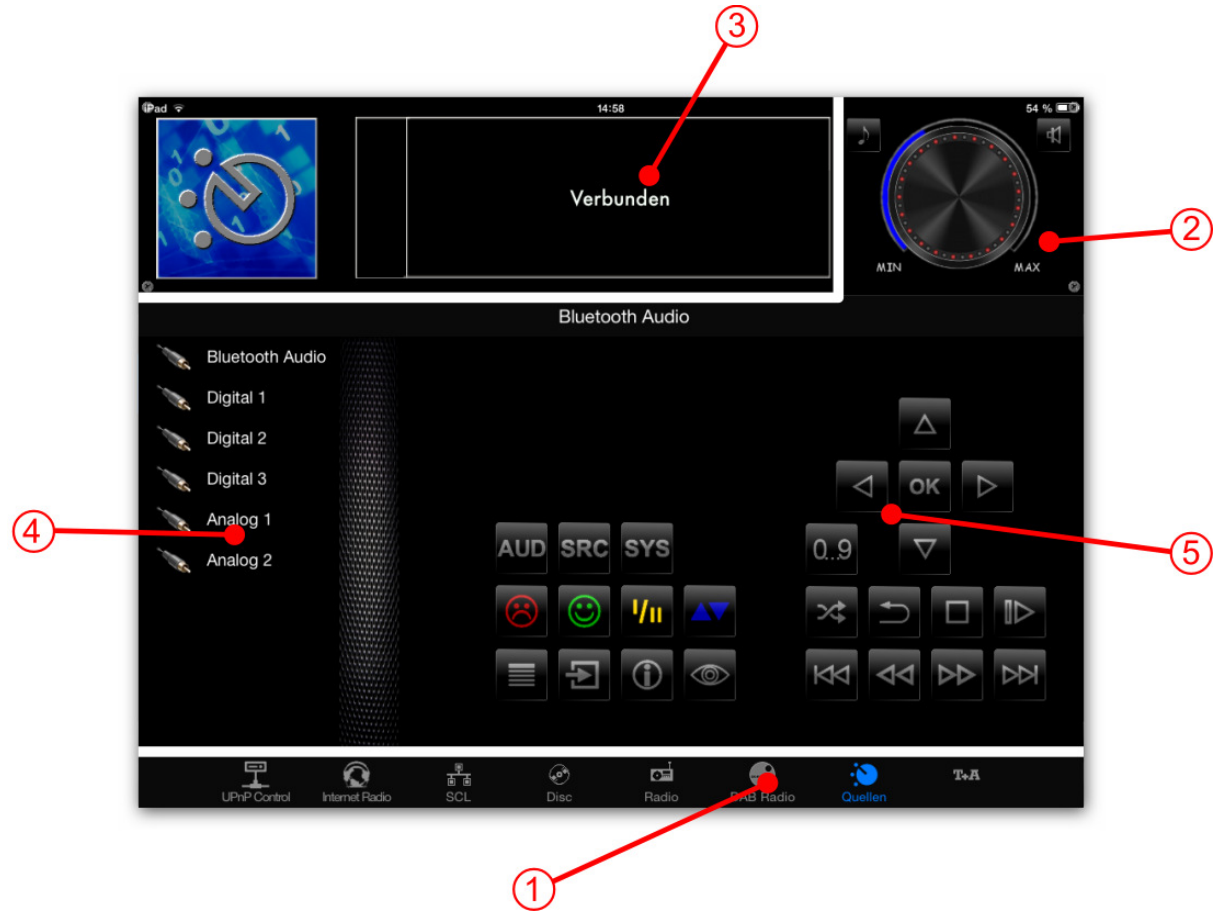 3
iPad 14:58 54 %
Verbunden
2
MIN MAX
Bluetooth Audio
Bluetooth Audio
Digital 1
Digital 2
Digital 3
4
Analog 1
Analog 2
OK
5
AUD SRC SYS 0..9
I/II
UPnP Control Internet Radio SCL Disc Radio DAB Radio Quellen T+A
1